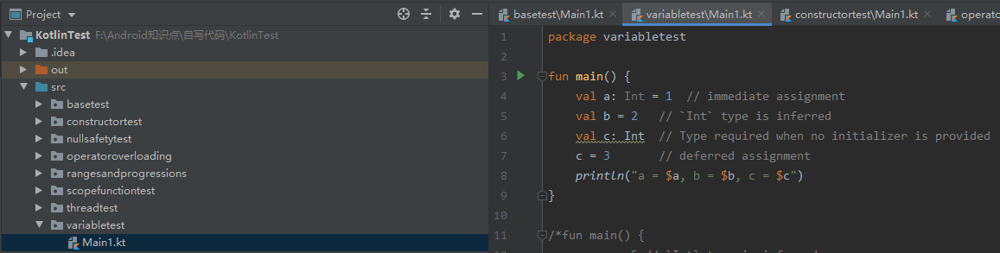 Project
KotlinTest F:\Android知识点\自写代码\KotlinTest
.idea
out
src
basetest
constructortest
nullsafetytest
operatoroverloading
rangesandprogressions
scopefunctiontest
threadtest
variabletest
Main1.kt
basetest\Main1.kt variabletest\Main1.kt constructortest\Main1.kt operato
1 package variabletest
2
3 fun main() {
4 val a: Int = 1 // immediate assignment
5 val b = 2 // `Int` type is inferred
6 val c: Int // Type required when no initializer is provided
7 c = 3 // deferred assignment
8 println("a = $a, b = $b, c = $c")
9 }
10
11 /*fun main() {